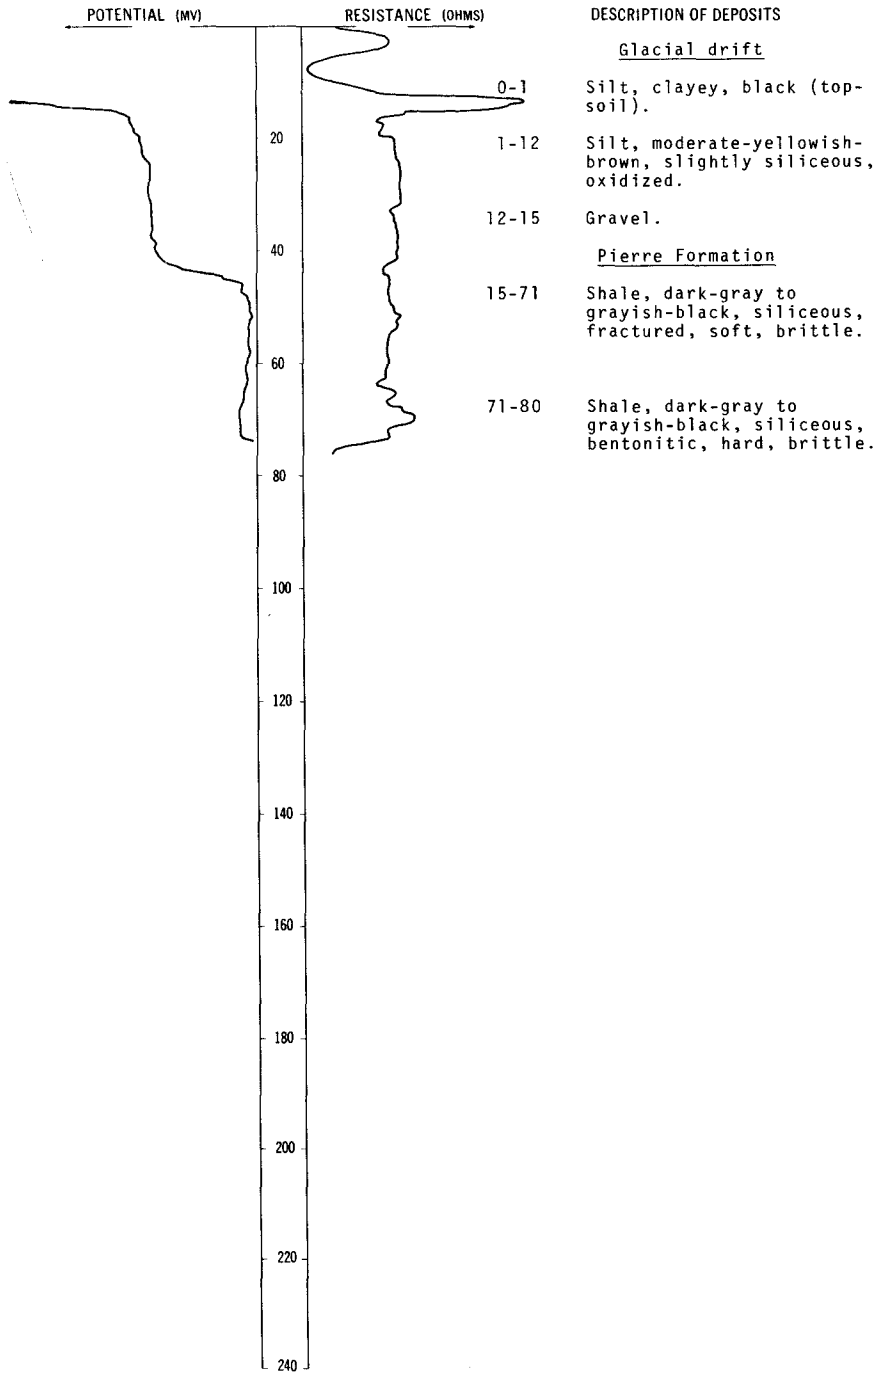 POTENTIAL (MV) RESISTANCE (OHMS) DESCRIPTION OF DEPOSITS
Glacial drift
0-1 Silt, clayey, black (top-
soil).
20
1-12 Silt, moderate-yellowish-
brown, slightly siliceous,
oxidized.
12-15 Gravel.
40
Pierre Formation
15-71 Shale, dark-gray to
grayish-black, siliceous,
fractured, soft, brittle.
60
71-80 Shale, dark-gray to
grayish-black, siliceous,
bentonitic, hard, brittle.
80
100
120
140
160
180
200
220
240